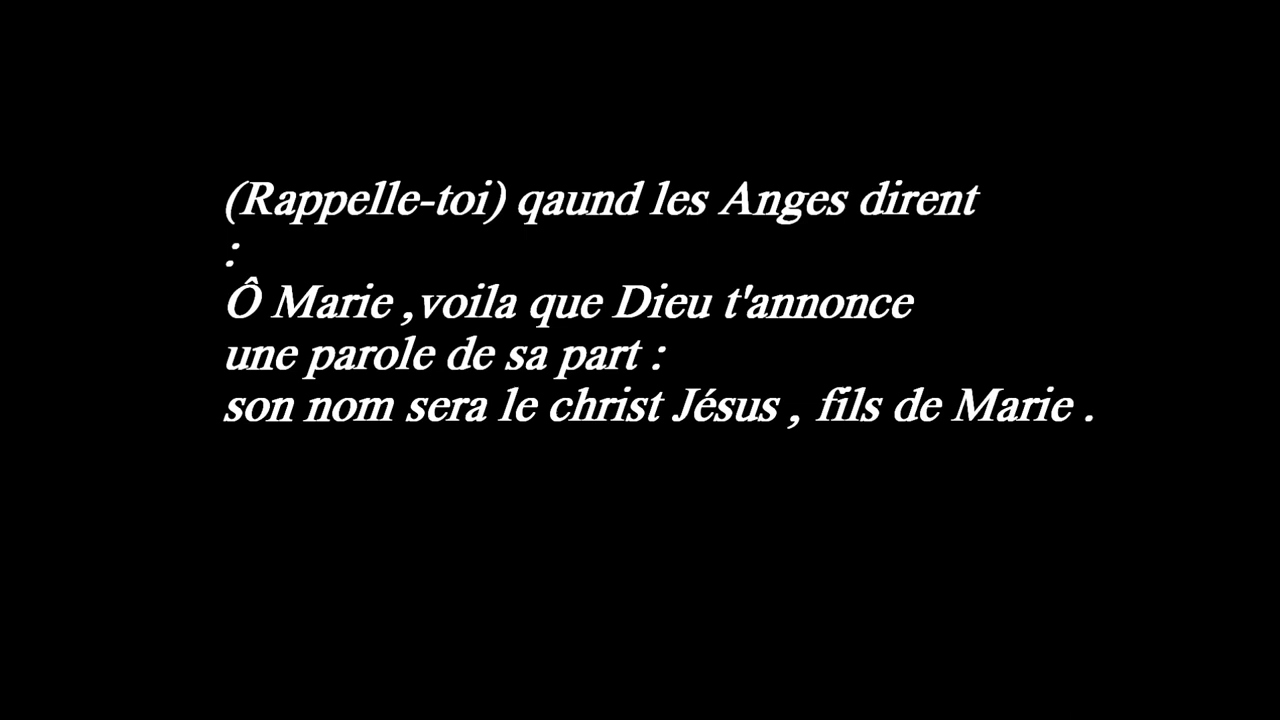 (Rappelle-toi) qaund les Anges dirent
:
Ô Marie ,voila que Dieu t'annonce
une parole de sa part :
son nom sera le christ Jésus , fils de Marie .